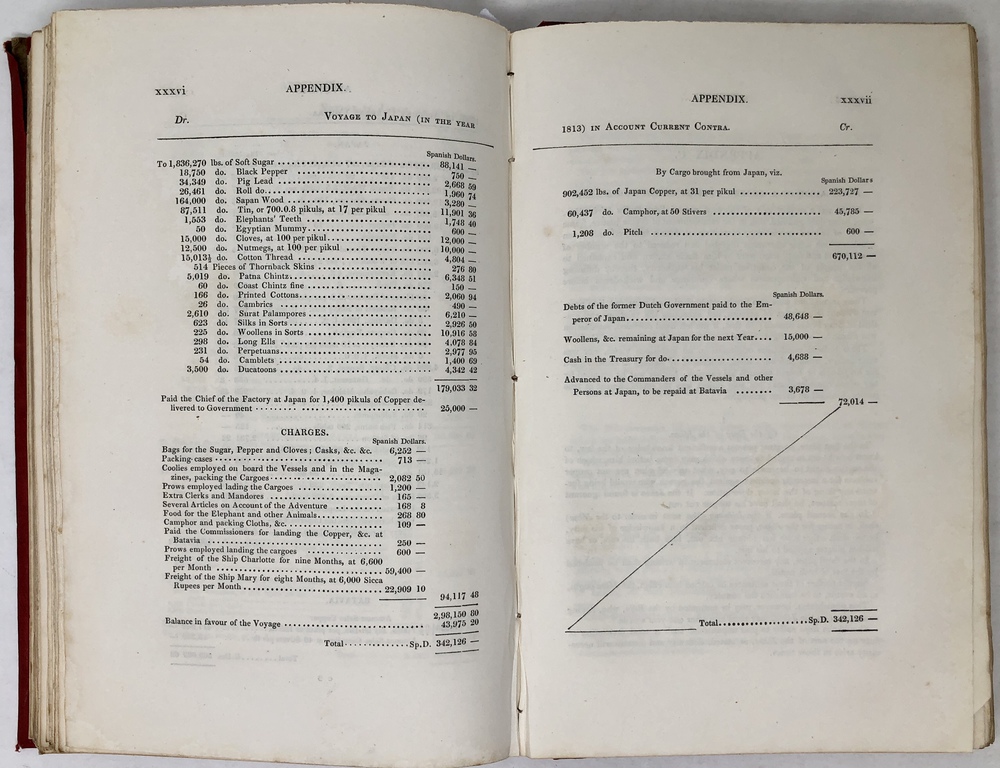 xxxvi APPENDIX.
Dr. VOYAGE TO JAPAN (IN THE YEAR
Spanish Dollars.
To 1,836,270 lbs. of Soft Sugar 88,141 —
18,750 do. Black Pepper 750 —
34,349 do. Pig Lead 2,668 59
26,461 do. Roll do. 1,960 74
164,000 do. Sapan Wood 3,280 —
87,511 do. Tin, or 700.0.8 pikuls, at 17 per pikul 11,901 36
1,553 do. Elephants' Teeth 1,748 40
50 do. Egyptian Mummy 600 —
15,000 do. Cloves, at 100 per pikul 12,000 —
12,500 do. Nutmegs, at 100 per pikul 10,000 —
15,013½ do. Cotton Thread 4,804 —
514 Pieces of Thornback Skins 276 80
5,019 do. Patna Chintz 6,348 51
60 do. Coast Chintz fine 150 —
166 do. Printed Cottons 2,060 94
26 do. Cambrics 490 —
2,610 do. Surat Palampores 6,210 —
623 do. Silks in Sorts 2,926 50
225 do. Woollens in Sorts 10,916 58
298 do. Long Ells 4,078 84
231 do. Perpetuans 2,977 95
54 do. Camblets 1,400 69
3,500 do. Ducatoons 4,342 42
179,033 32
Paid the Chief of the Factory at Japan for 1,400 pikuls of Copper de-
livered to Government 25,000 —
CHARGES.
Spanish Dollars.
Bags for the Sugar, Pepper and Cloves; Casks, &c. &c. 6,252 —
Packing-cases 713 —
Coolies employed on board the Vessels and in the Maga-
zines, packing the Cargoes 2,082 50
Prows employed lading the Cargoes 1,200 —
Extra Clerks and Mandores 165 —
Several Articles on Account of the Adventure 168 8
Food for the Elephant and other Animals 268 80
Camphor and packing Cloths, &c. 109 —
Paid the Commissioners for landing the Copper, &c. at
Batavia 250 —
Prows employed landing the cargoes 600 —
Freight of the Ship Charlotte for nine Months, at 6,600
per Month 59,400 —
Freight of the Ship Mary for eight Months, at 6,000 Sicca
Rupees per Month 22,909 10
94,117 48
2,98,150 80
Balance in favour of the Voyage 43,975 20
Total Sp.D. 342,126 —
APPENDIX. xxxvii
1813) IN ACCOUNT CURRENT CONTRA. Cr.
By Cargo brought from Japan, viz.
Spanish Dollars
902,452 lbs. of Japan Copper, at 31 per pikul 223,727 —
60,437 do. Camphor, at 50 Stivers 45,785 —
1,208 do. Pitch 600 —
670,112 —
Spanish Dollars.
Debts of the former Dutch Government paid to the Em-
peror of Japan 48,648 —
Woollens, &c. remaining at Japan for the next Year 15,000 —
Cash in the Treasury for do. 4,688 —
Advanced to the Commanders of the Vessels and other
Persons at Japan, to be repaid at Batavia 3,678 —
72,014 —
Total Sp.D. 342,126 —